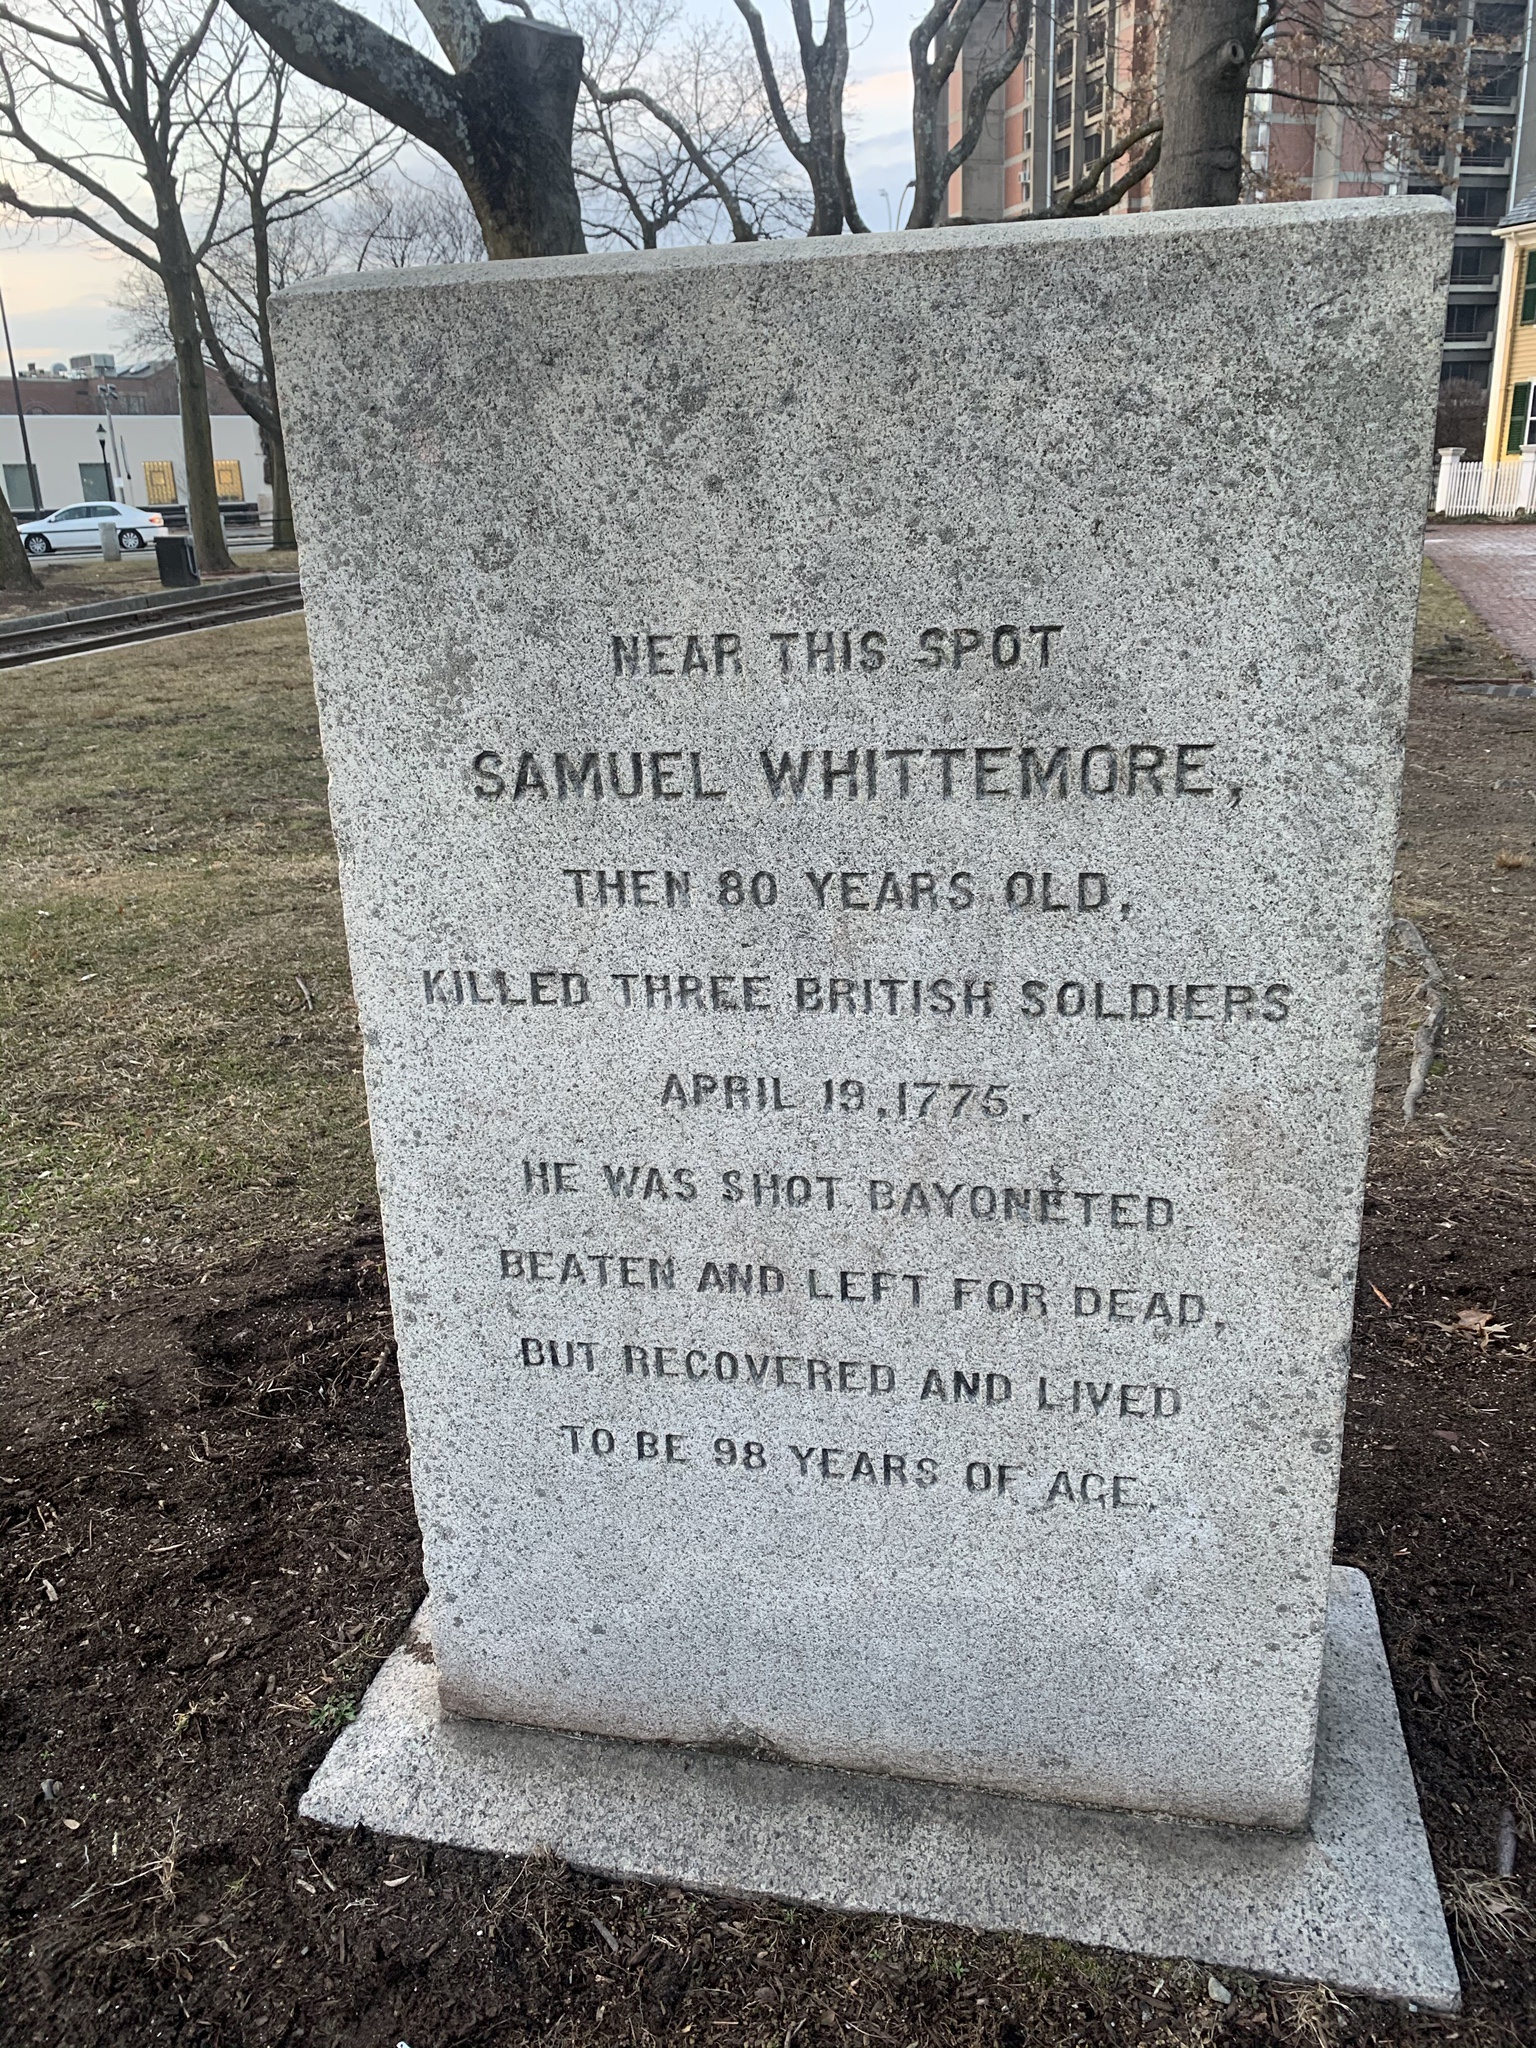 NEAR THIS SPOT
SAMUEL WHITTEMORE,
THEN 80 YEARS OLD,
KILLED THREE BRITISH SOLDIERS
APRIL 19, 1775.
HE WAS SHOT, BAYONETED,
BEATEN AND LEFT FOR DEAD,
BUT RECOVERED AND LIVED
TO BE 98 YEARS OF AGE.